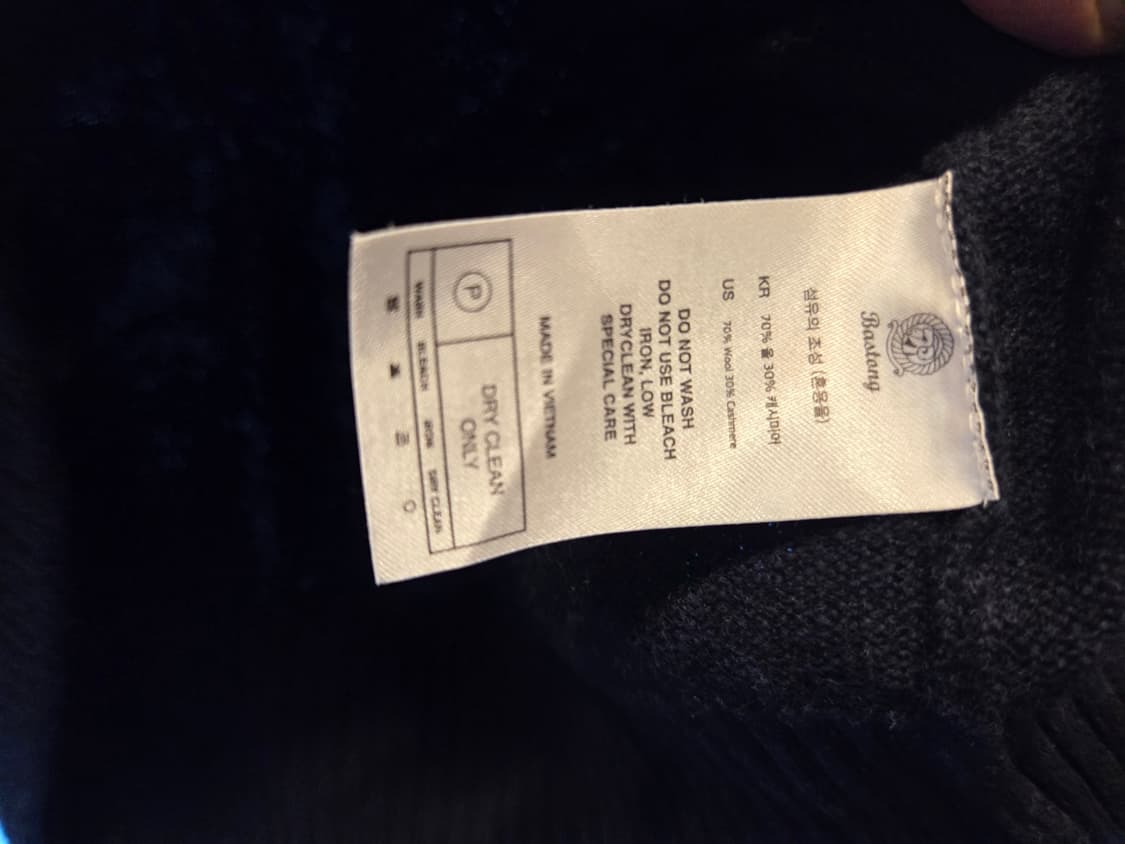 Bastong
섬유의 조성 (혼용율)
KR 70% 울 30% 캐시미어
US 70% Wool 30% Cashmere
DO NOT WASH
DO NOT USE BLEACH
IRON, LOW
DRYCLEAN WITH
SPECIAL CARE
MADE IN VIETNAM
P DRY CLEAN
ONLY
WASH BLEACH IRON DRY CLEAN